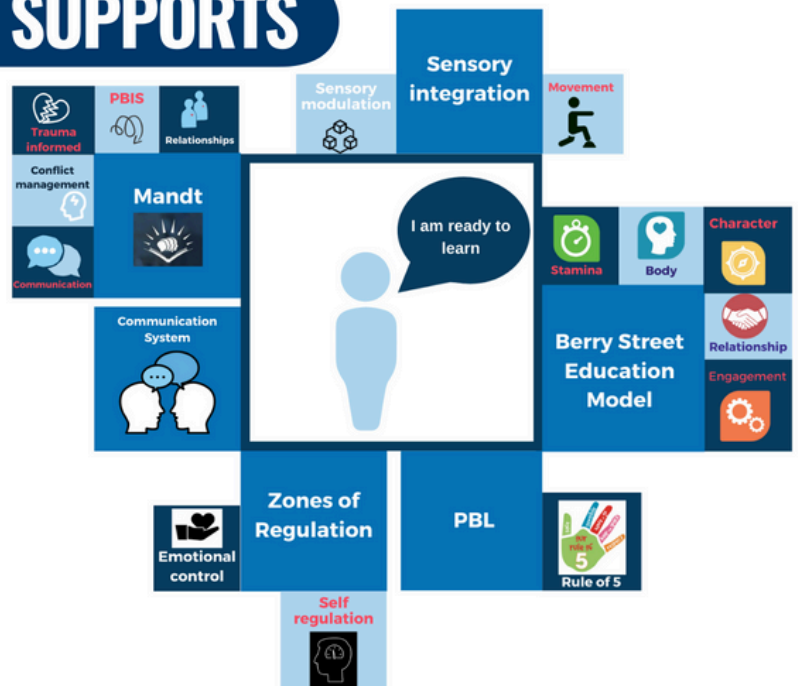 SUPPORTS
Sensory
integration
Sensory
modulation
Movement
Trauma
informed
PBIS
Relationships
Conflict
management
Communication
Mandt
Communication
System
I am ready to
learn
Stamina
Body
Character
Relationship
Engagement
Berry Street
Education
Model
Zones of
Regulation
Emotional
control
Self
regulation
PBL
5
Rule of 5